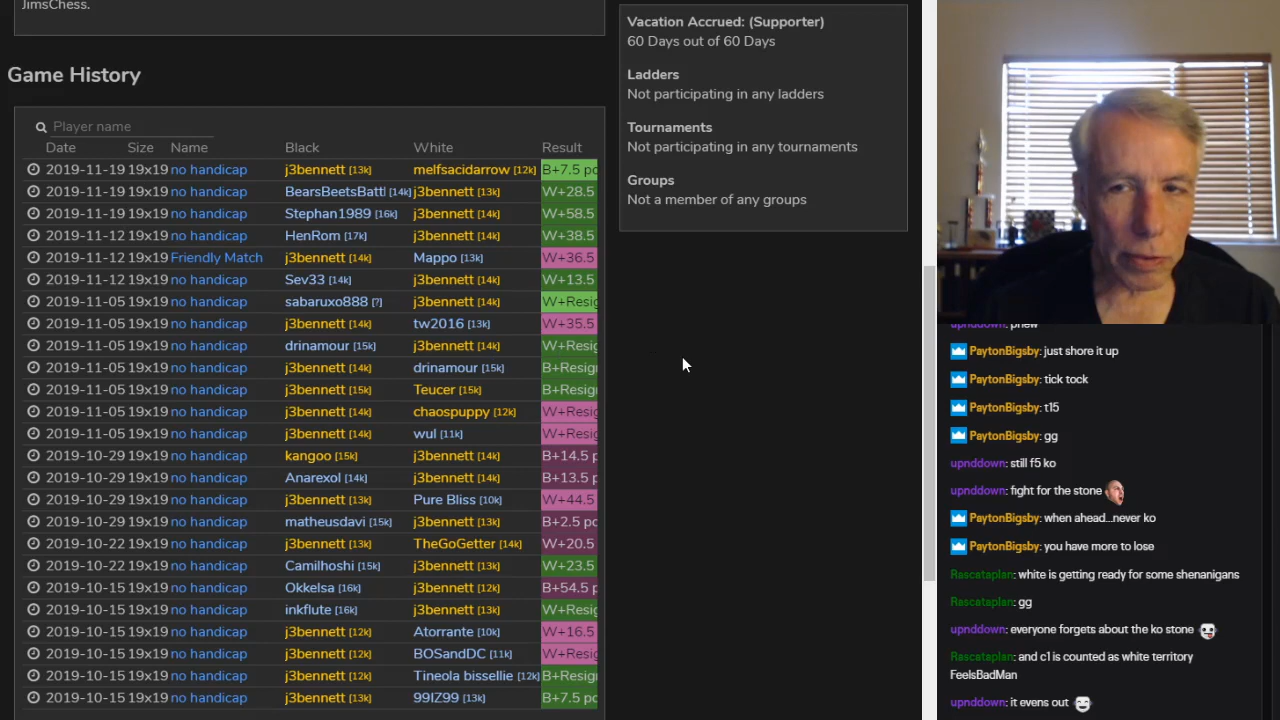 JimsChess.
Game History
Player name
Date Size Name Black White Result
2019-11-19 19x19 no handicap j3bennett [13k] melfsacidarrow [12k] B+7.5 po
2019-11-19 19x19 no handicap BearsBeetsBattl [14k] j3bennett [13k] W+28.5
2019-11-19 19x19 no handicap Stephan1989 [16k] j3bennett [14k] W+58.5
2019-11-12 19x19 no handicap HenRom [17k] j3bennett [14k] W+38.5
2019-11-12 19x19 Friendly Match j3bennett [14k] Mappo [13k] W+36.5
2019-11-12 19x19 no handicap Sev33 [14k] j3bennett [14k] W+13.5
2019-11-05 19x19 no handicap sabaruxo888 [?] j3bennett [14k] W+Resig
2019-11-05 19x19 no handicap j3bennett [14k] tw2016 [13k] W+35.5
2019-11-05 19x19 no handicap drinamour [15k] j3bennett [14k] W+Resig
2019-11-05 19x19 no handicap j3bennett [14k] drinamour [15k] B+Resig
2019-11-05 19x19 no handicap j3bennett [15k] Teucer [15k] B+Resig
2019-11-05 19x19 no handicap j3bennett [14k] chaospuppy [12k] W+Resig
2019-11-05 19x19 no handicap j3bennett [14k] wul [11k] W+Resig
2019-10-29 19x19 no handicap kangoo [15k] j3bennett [14k] B+14.5 p
2019-10-29 19x19 no handicap Anarexol [14k] j3bennett [14k] B+13.5 p
2019-10-29 19x19 no handicap j3bennett [13k] Pure Bliss [10k] W+44.5
2019-10-29 19x19 no handicap matheusdavi [15k] j3bennett [13k] B+2.5 po
2019-10-22 19x19 no handicap j3bennett [13k] TheGoGetter [14k] W+20.5
2019-10-22 19x19 no handicap Camilhoshi [15k] j3bennett [13k] W+23.5
2019-10-15 19x19 no handicap Okkelsa [16k] j3bennett [12k] B+54.5 p
2019-10-15 19x19 no handicap inkflute [16k] j3bennett [13k] W+Resig
2019-10-15 19x19 no handicap j3bennett [12k] Atorrante [10k] W+16.5
2019-10-15 19x19 no handicap j3bennett [12k] BOSandDC [11k] W+Resig
2019-10-15 19x19 no handicap j3bennett [12k] Tineola bissellie [12k] B+Resig
2019-10-15 19x19 no handicap j3bennett [13k] 99IZ99 [13k] B+7.5 po
Vacation Accrued: (Supporter)
60 Days out of 60 Days
Ladders
Not participating in any ladders
Tournaments
Not participating in any tournaments
Groups
Not a member of any groups
upnddown: phew
PaytonBigsby: just shore it up
PaytonBigsby: tick tock
PaytonBigsby: t15
PaytonBigsby: gg
upnddown: still f5 ko
upnddown: fight for the stone
PaytonBigsby: when ahead...never ko
PaytonBigsby: you have more to lose
Rascataplan: white is getting ready for some shenanigans
Rascataplan: gg
upnddown: everyone forgets about the ko stone
Rascataplan: and c1 is counted as white territory
FeelsBadMan
upnddown: it evens out